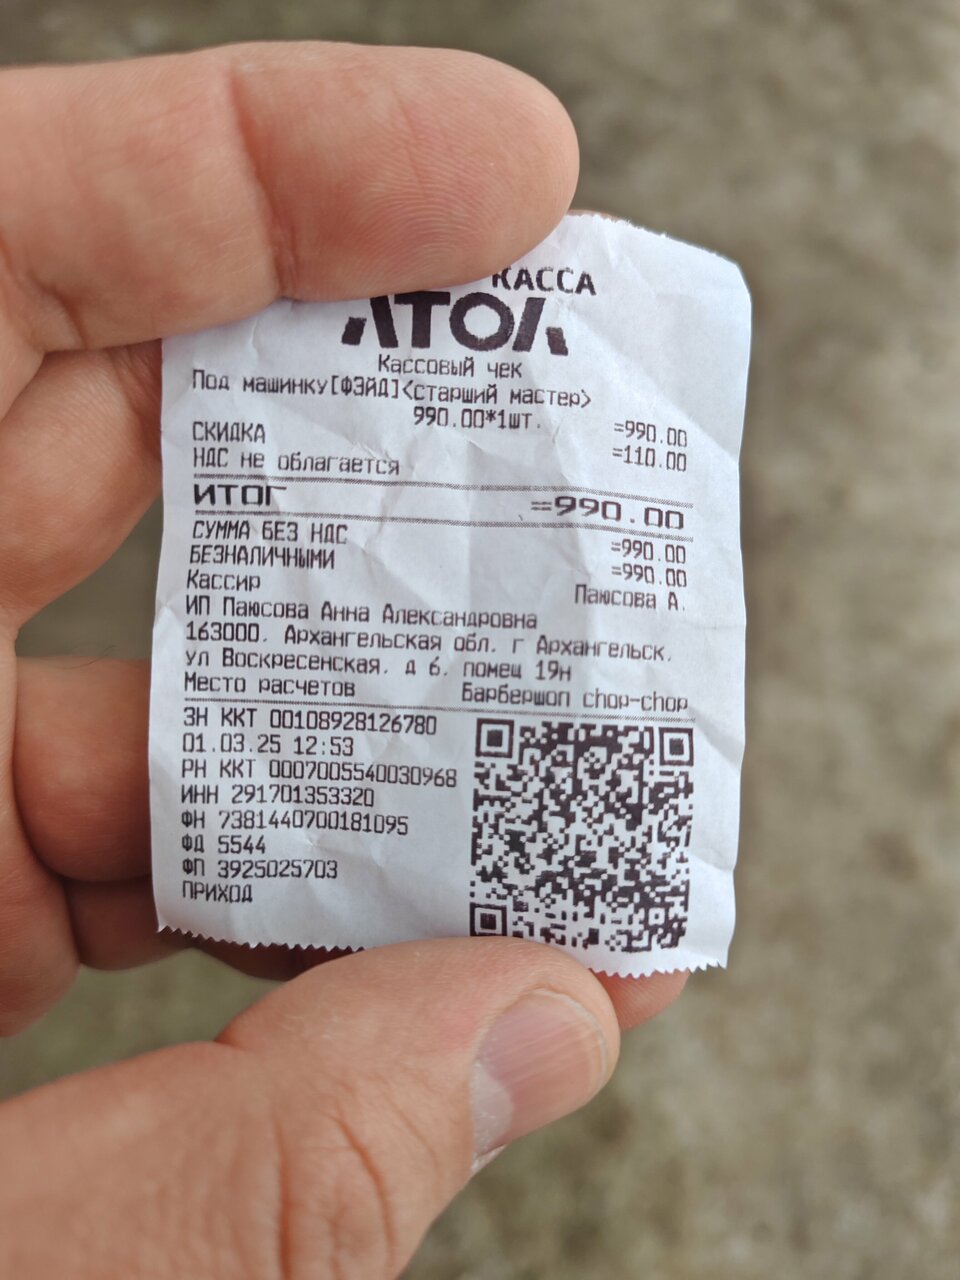 КАССА
АТОЛ
Кассовый чек
Под машинку[ФЭЙД]<старший мастер>
990.00*1шт. =990.00
СКИДКА =110.00
НДС не облагается
ИТОГ =990.00
СУММА БЕЗ НДС =990.00
БЕЗНАЛИЧНЫМИ =990.00
Кассир Паюсова А.
ИП Паюсова Анна Александровна
163000, Архангельская обл, г Архангельск,
ул Воскресенская, д 6, помещ 19н
Место расчетов Барбершоп chop-chop
ЗН ККТ 00108928126780
01.03.25 12:53
РН ККТ 0007005540030968
ИНН 291701353320
ФН 7381440700181095
ФД 5544
ФП 3925025703
ПРИХОД